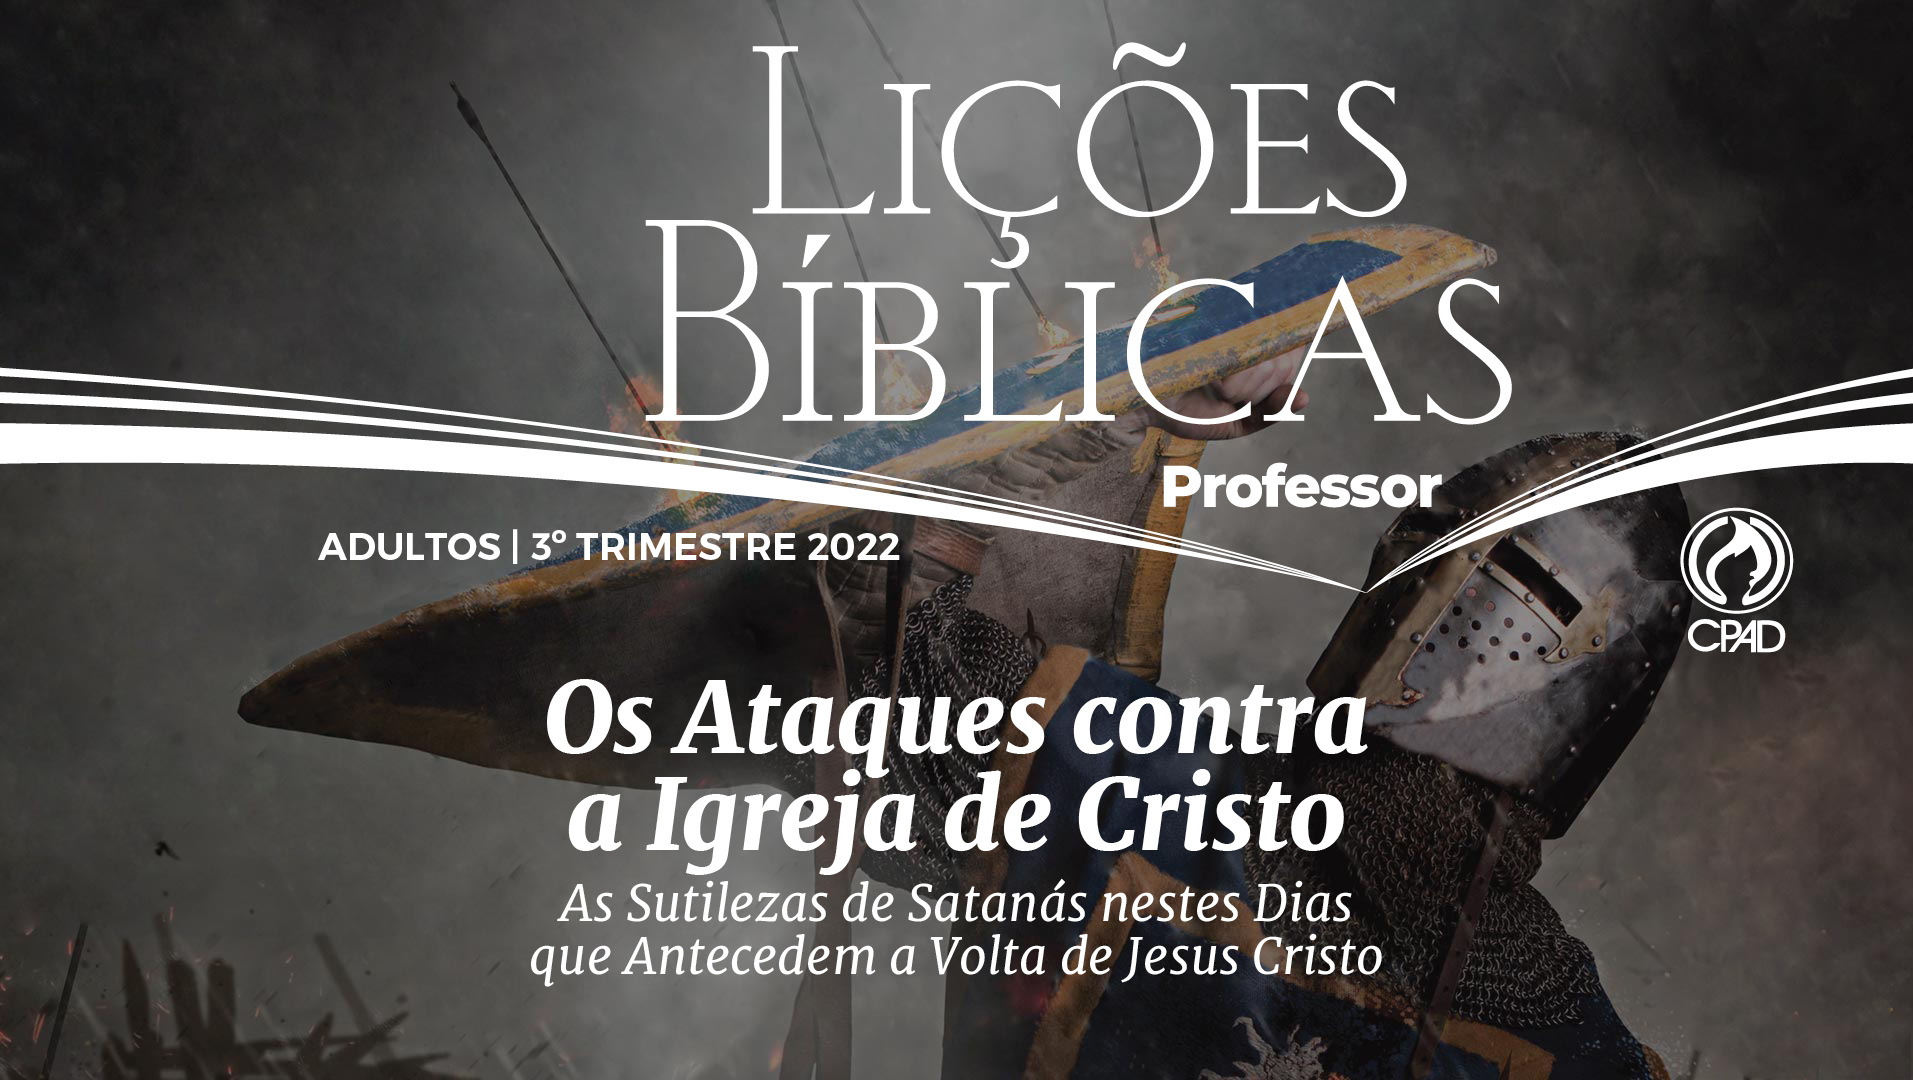 LIÇÕES
BÍBLICAS
Professor
ADULTOS | 3º TRIMESTRE 2022
CPAD
Os Ataques contra
a Igreja de Cristo
As Sutilezas de Satanás nestes Dias
que Antecedem a Volta de Jesus Cristo